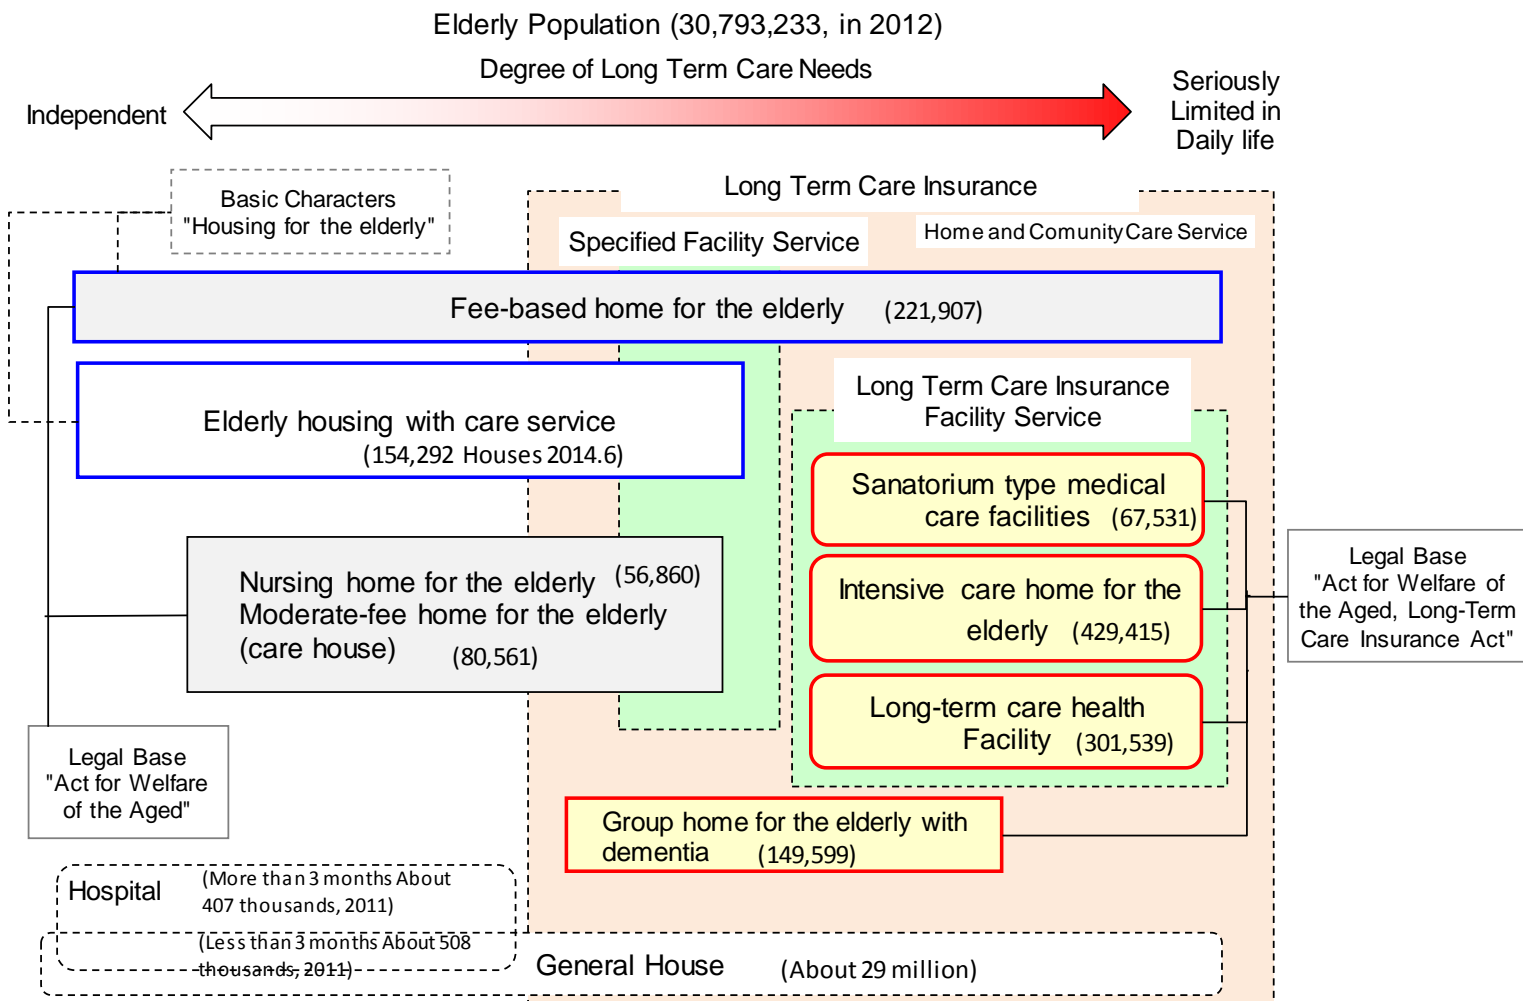 Elderly Population (30,793,233, in 2012)
Degree of Long Term Care Needs
Independent
Seriously
Limited in
Daily life
Basic Characters
"Housing for the elderly"
Long Term Care Insurance
Specified Facility Service
Home and Comunity Care Service
Fee-based home for the elderly (221,907)
Elderly housing with care service
(154,292 Houses 2014.6)
Long Term Care Insurance
Facility Service
Sanatorium type medical
care facilities (67,531)
Nursing home for the elderly (56,860)
Moderate-fee home for the elderly
(care house) (80,561)
Intensive care home for the
elderly (429,415)
Legal Base
"Act for Welfare of
the Aged, Long-Term
Care Insurance Act"
Long-term care health
Facility (301,539)
Legal Base
"Act for Welfare
of the Aged"
Group home for the elderly with
dementia (149,599)
Hospital
(More than 3 months About
407 thousands, 2011)
(Less than 3 months About 508
thousands, 2011)
General House (About 29 million)